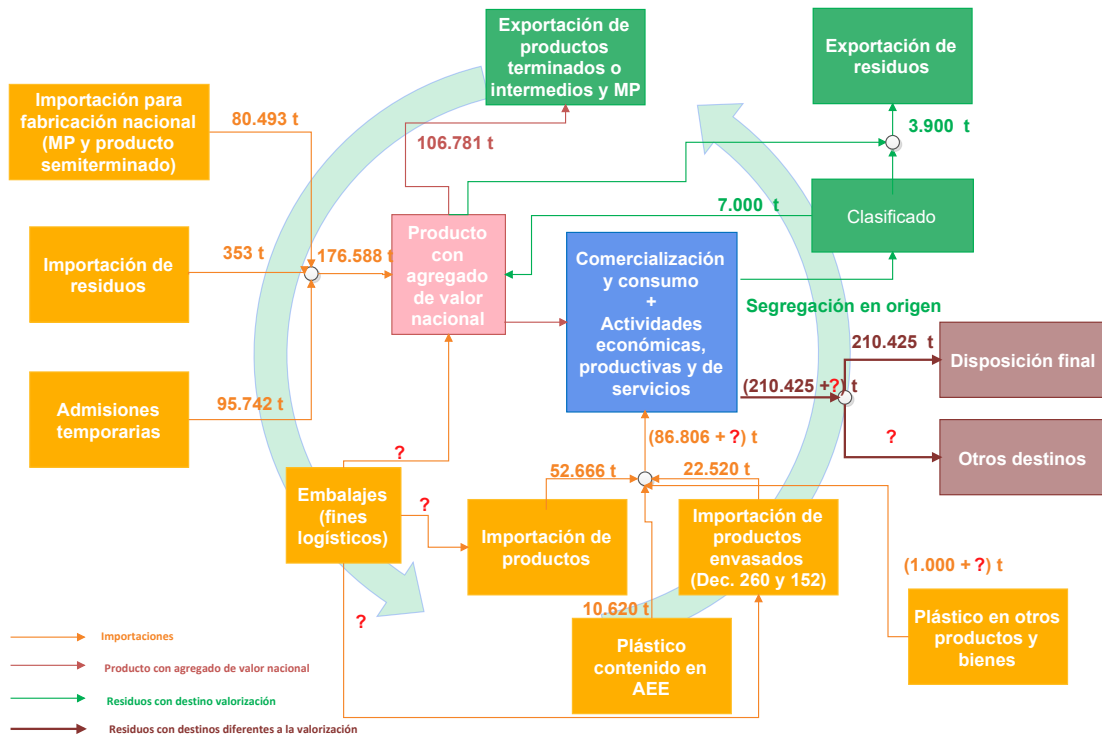 Exportación de
productos
terminados o
intermedios y MP
Exportación de
residuos
Importación para
fabricación nacional
(MP y producto
semiterminado)
80.493 t
106.781 t
3.900 t
7.000 t
Clasificado
Importación de
residuos
353 t
176.588 t
Producto
con
agregado
de valor
nacional
Comercialización
y consumo
+
Actividades
económicas,
productivas y de
servicios
Segregación en origen
210.425 t
Disposición final
(210.425 +?) t
Admisiones
temporarias
95.742 t
?
Otros destinos
(86.806 + ?) t
?
52.666 t
22.520 t
Embalajes
(fines
logísticos)
?
Importación de
productos
Importación de
productos
envasados
(Dec. 260 y 152)
(1.000 + ?) t
?
10.620 t
Plástico
contenido en
AEE
Plástico en otros
productos y
bienes
Importaciones
Producto con agregado de valor nacional
Residuos con destino valorización
Residuos con destinos diferentes a la valorización